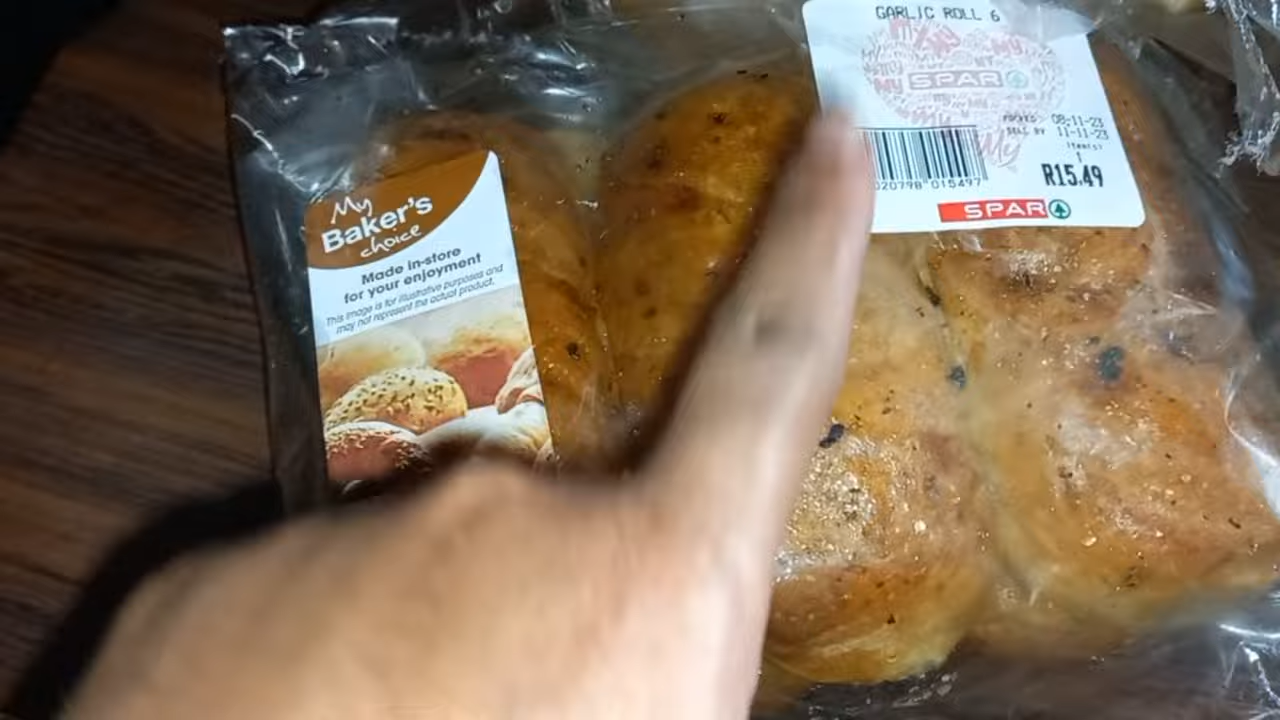 GARLIC ROLL 6
SPAR
PACKED: 08-11-23
SELL BY 11-11-23
Items:
1
R15.49
020798 015497
SPAR
My
Baker's
choice
Made in-store
for your enjoyment
This image is for illustrative purposes and
may not represent the actual product.